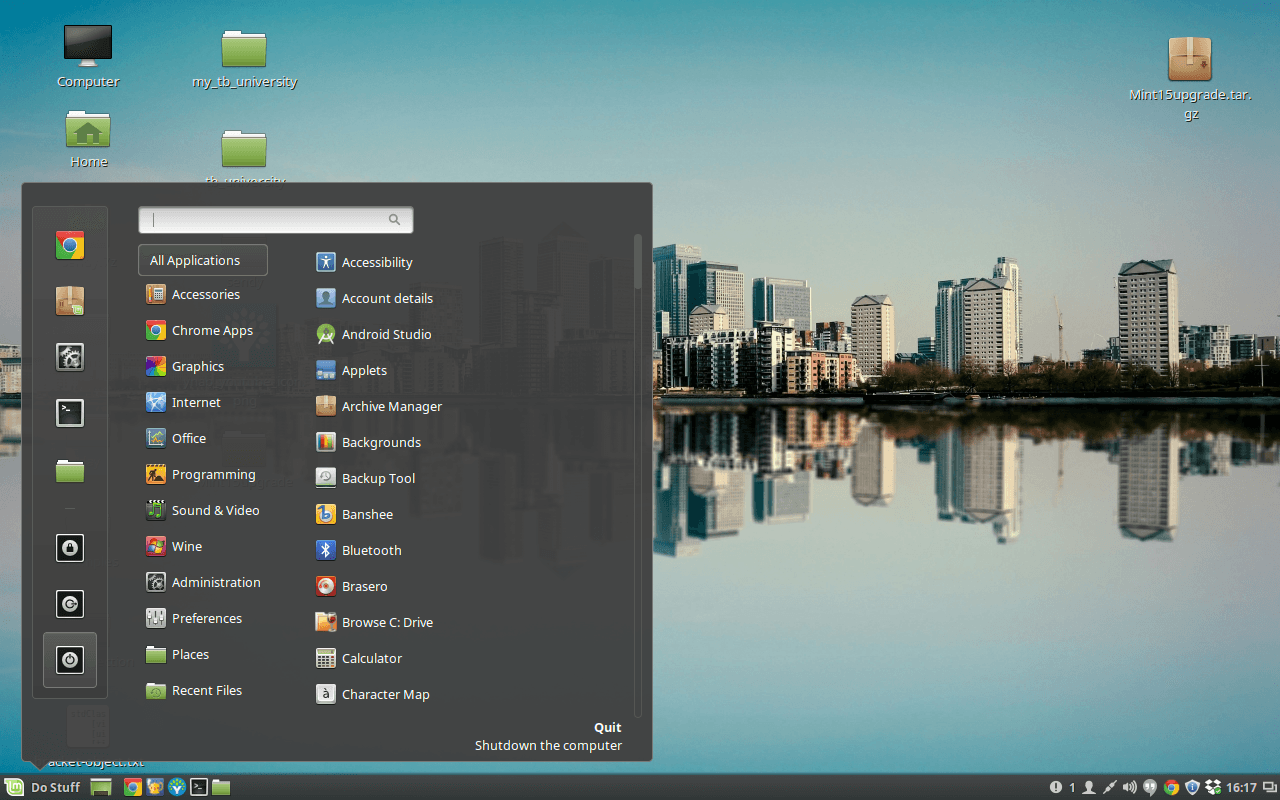 Computer
my_tb_university
Mint15upgrade.tar.
gz
Home
tb_university
All Applications
Accessories
Chrome Apps
Graphics
Internet
Office
Programming
Sound & Video
Wine
Administration
Preferences
Places
Recent Files
Accessibility
Account details
Android Studio
Applets
Archive Manager
Backgrounds
Backup Tool
Banshee
Bluetooth
Brasero
Browse C: Drive
Calculator
Character Map
Quit
Shutdown the computer
acket-object.txt
Do Stuff
1
16:17